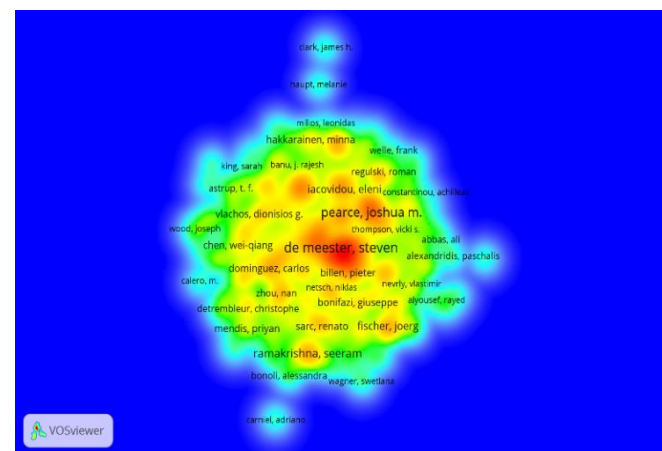 clark, james h.
haupt, melanie
milios, leonidas
hakkarainen, minna
welle, frank
king, sarah
banu, j. rajesh
regulski, roman
astrup, t. f.
iacovidou, eleni
constantinou, achilleas
vlachos, dionisios g.
pearce, joshua m.
wood, joseph
thompson, vicki s.
chen, wei-qiang
de meester, steven
abbas, ali
alexandridis, paschalis
dominguez, carlos
billen, pieter
calero, m.
netsch, niklas
nevrly, vlastimir
zhou, nan
bonifazi, giuseppe
alyousef, rayed
detrembleur, christophe
mendis, priyan
sarc, renato
fischer, joerg
ramakrishna, seeram
bonoli, alessandra
wagner, swetlana
carniel, adriano
VOSviewer